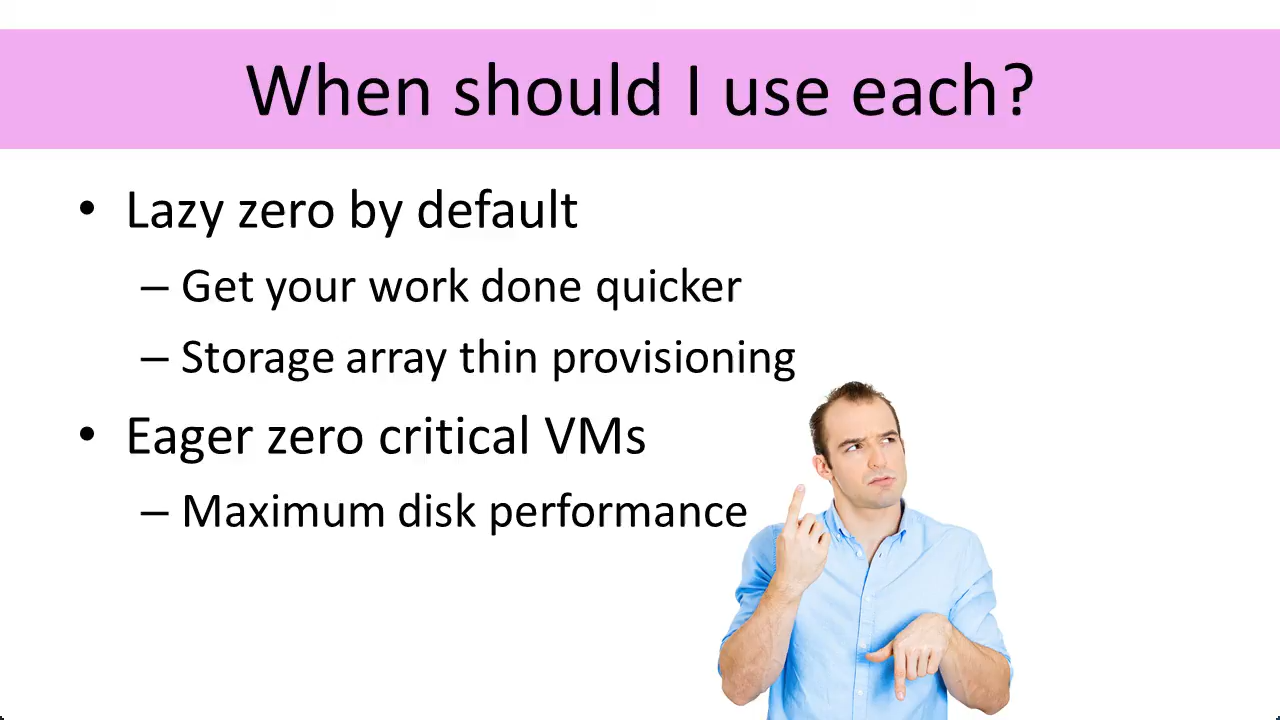 When should I use each?
• Lazy zero by default
– Get your work done quicker
– Storage array thin provisioning
• Eager zero critical VMs
– Maximum disk performance